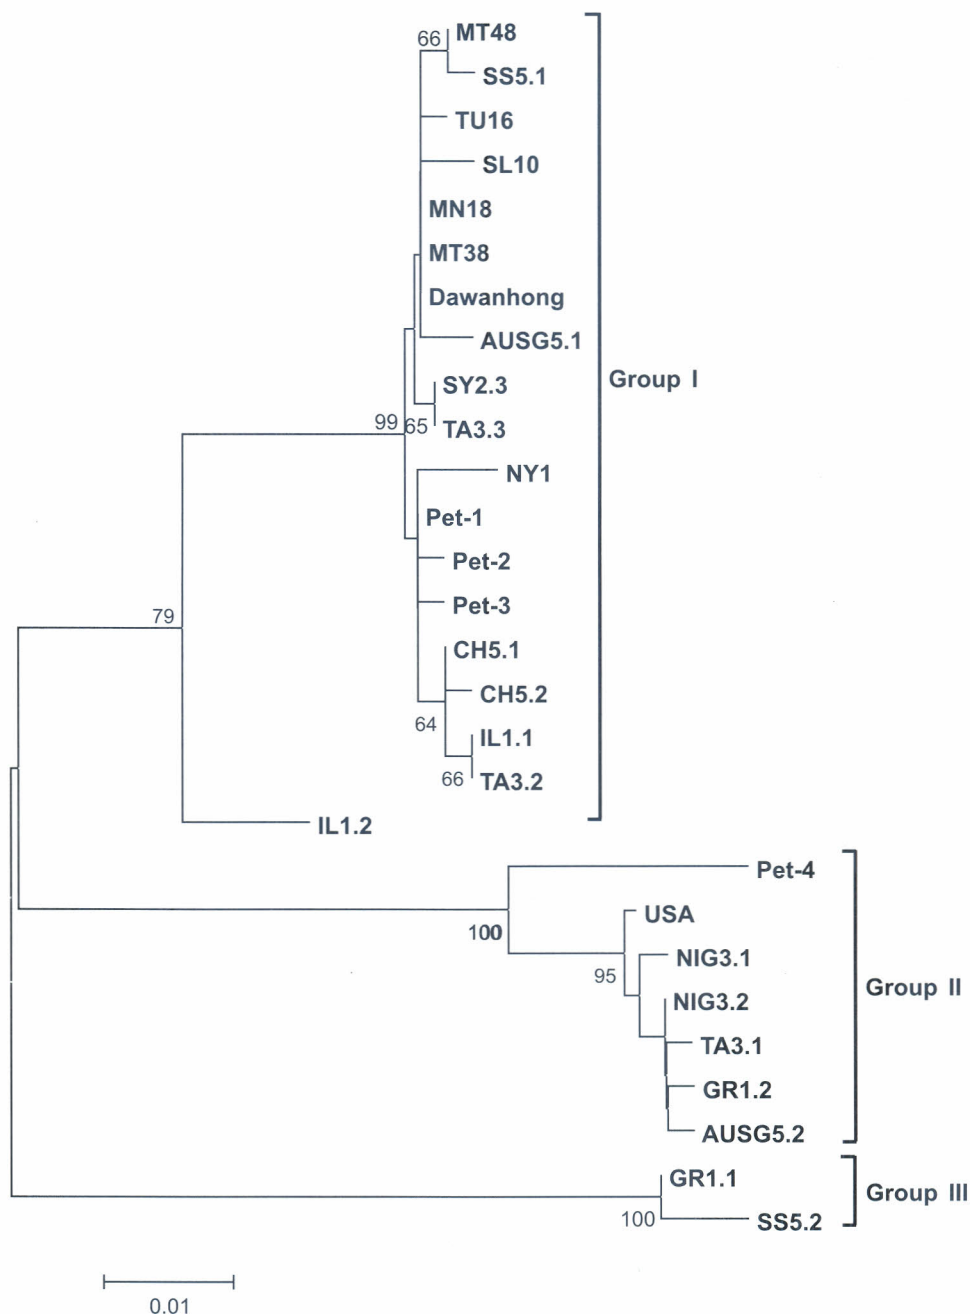 66 MT48
SS5.1
TU16
SL10
MN18
MT38
Dawanhong
AUSG5.1
Group I
SY2.3
99 65 TA3.3
NY1
Pet-1
Pet-2
Pet-3
79
CH5.1
CH5.2
64
IL1.1
66 TA3.2
IL1.2
Pet-4
USA
100
NIG3.1
95
Group II
NIG3.2
TA3.1
GR1.2
AUSG5.2
GR1.1
Group III
100 SS5.2
0.01